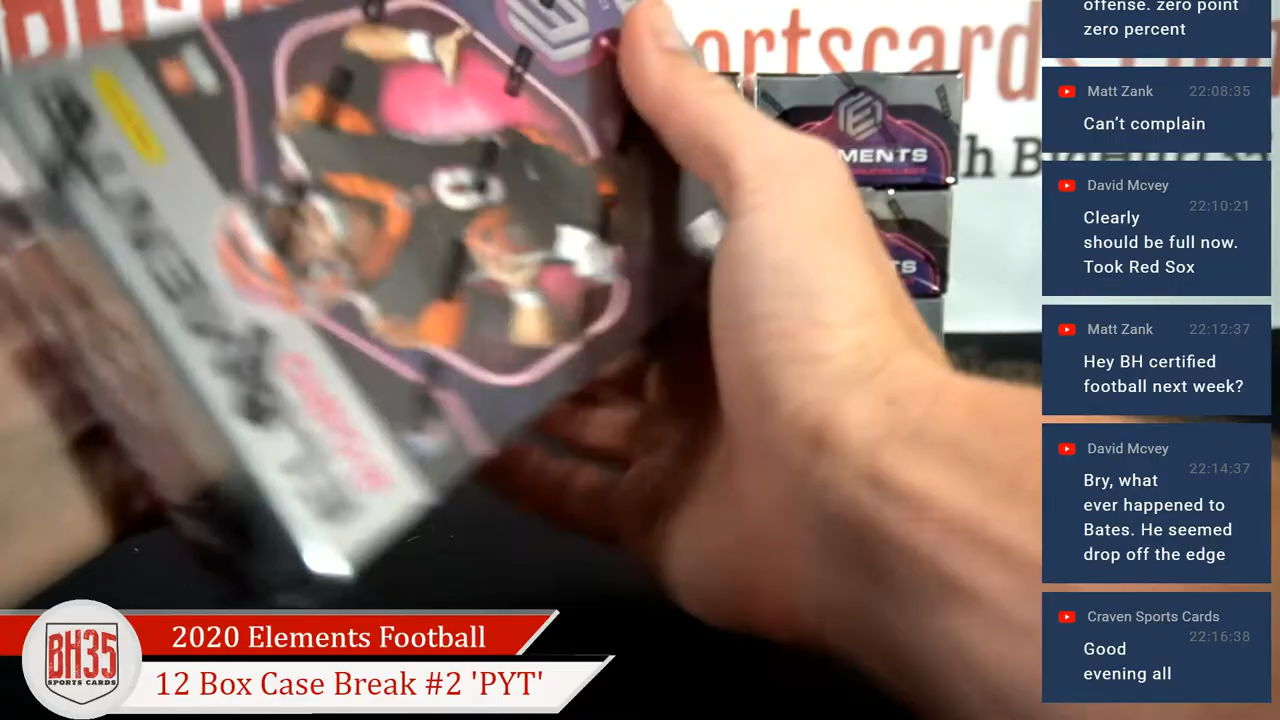 ortscards
h B
MENTS
TS
offense. zero point
zero percent
Matt Zank 22:08:35
Can’t complain
David Mcvey
22:10:21
Clearly
should be full now.
Took Red Sox
Matt Zank 22:12:37
Hey BH certified
football next week?
David Mcvey
22:14:37
Bry, what
ever happened to
Bates. He seemed
drop off the edge
Craven Sports Cards
22:16:38
Good
evening all
BH35
SPORTS CARDS
2020 Elements Football
12 Box Case Break #2 'PYT'